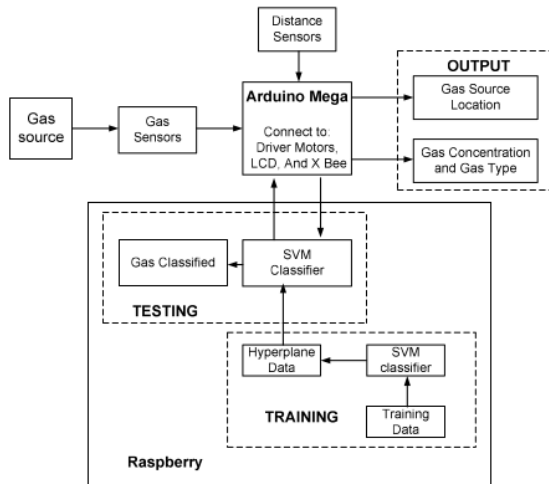 Distance
Sensors
OUTPUT
Gas Source
Location
Gas Concentration
and Gas Type
Arduino Mega
Connect to:
Driver Motors,
LCD, And X Bee
Gas
source
Gas
Sensors
Gas Classified
SVM
Classifier
TESTING
Hyperplane
Data
SVM
classifier
TRAINING
Training
Data
Raspberry